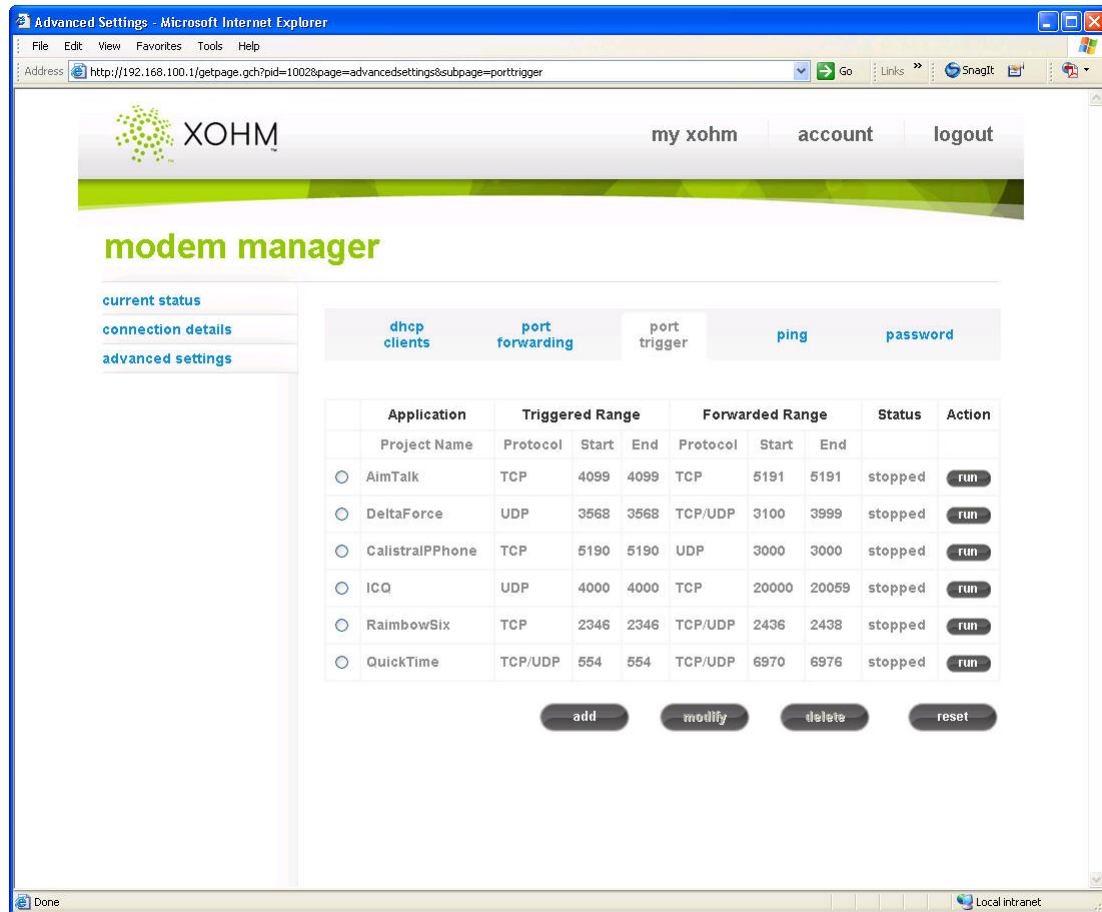 Advanced Settings - Microsoft Internet Explorer
File Edit View Favorites Tools Help
Address http://192.168.100.1/getpage.gch?pid=1002&page=advancedsettings&subpage=porttrigger Go Links » SnagIt
XOHM™
my xohm account logout
modem manager
current status
connection details
advanced settings
dhcp clients
port forwarding
port trigger
ping
password
Application Triggered Range Forwarded Range Status Action
Project Name Protocol Start End Protocol Start End
AimTalk TCP 4099 4099 TCP 5191 5191 stopped run
DeltaForce UDP 3568 3568 TCP/UDP 3100 3999 stopped run
CalistralPPhone TCP 5190 5190 UDP 3000 3000 stopped run
ICQ UDP 4000 4000 TCP 20000 20059 stopped run
RaimbowSix TCP 2346 2346 TCP/UDP 2436 2438 stopped run
QuickTime TCP/UDP 554 554 TCP/UDP 6970 6976 stopped run
add modify delete reset
Done Local intranet